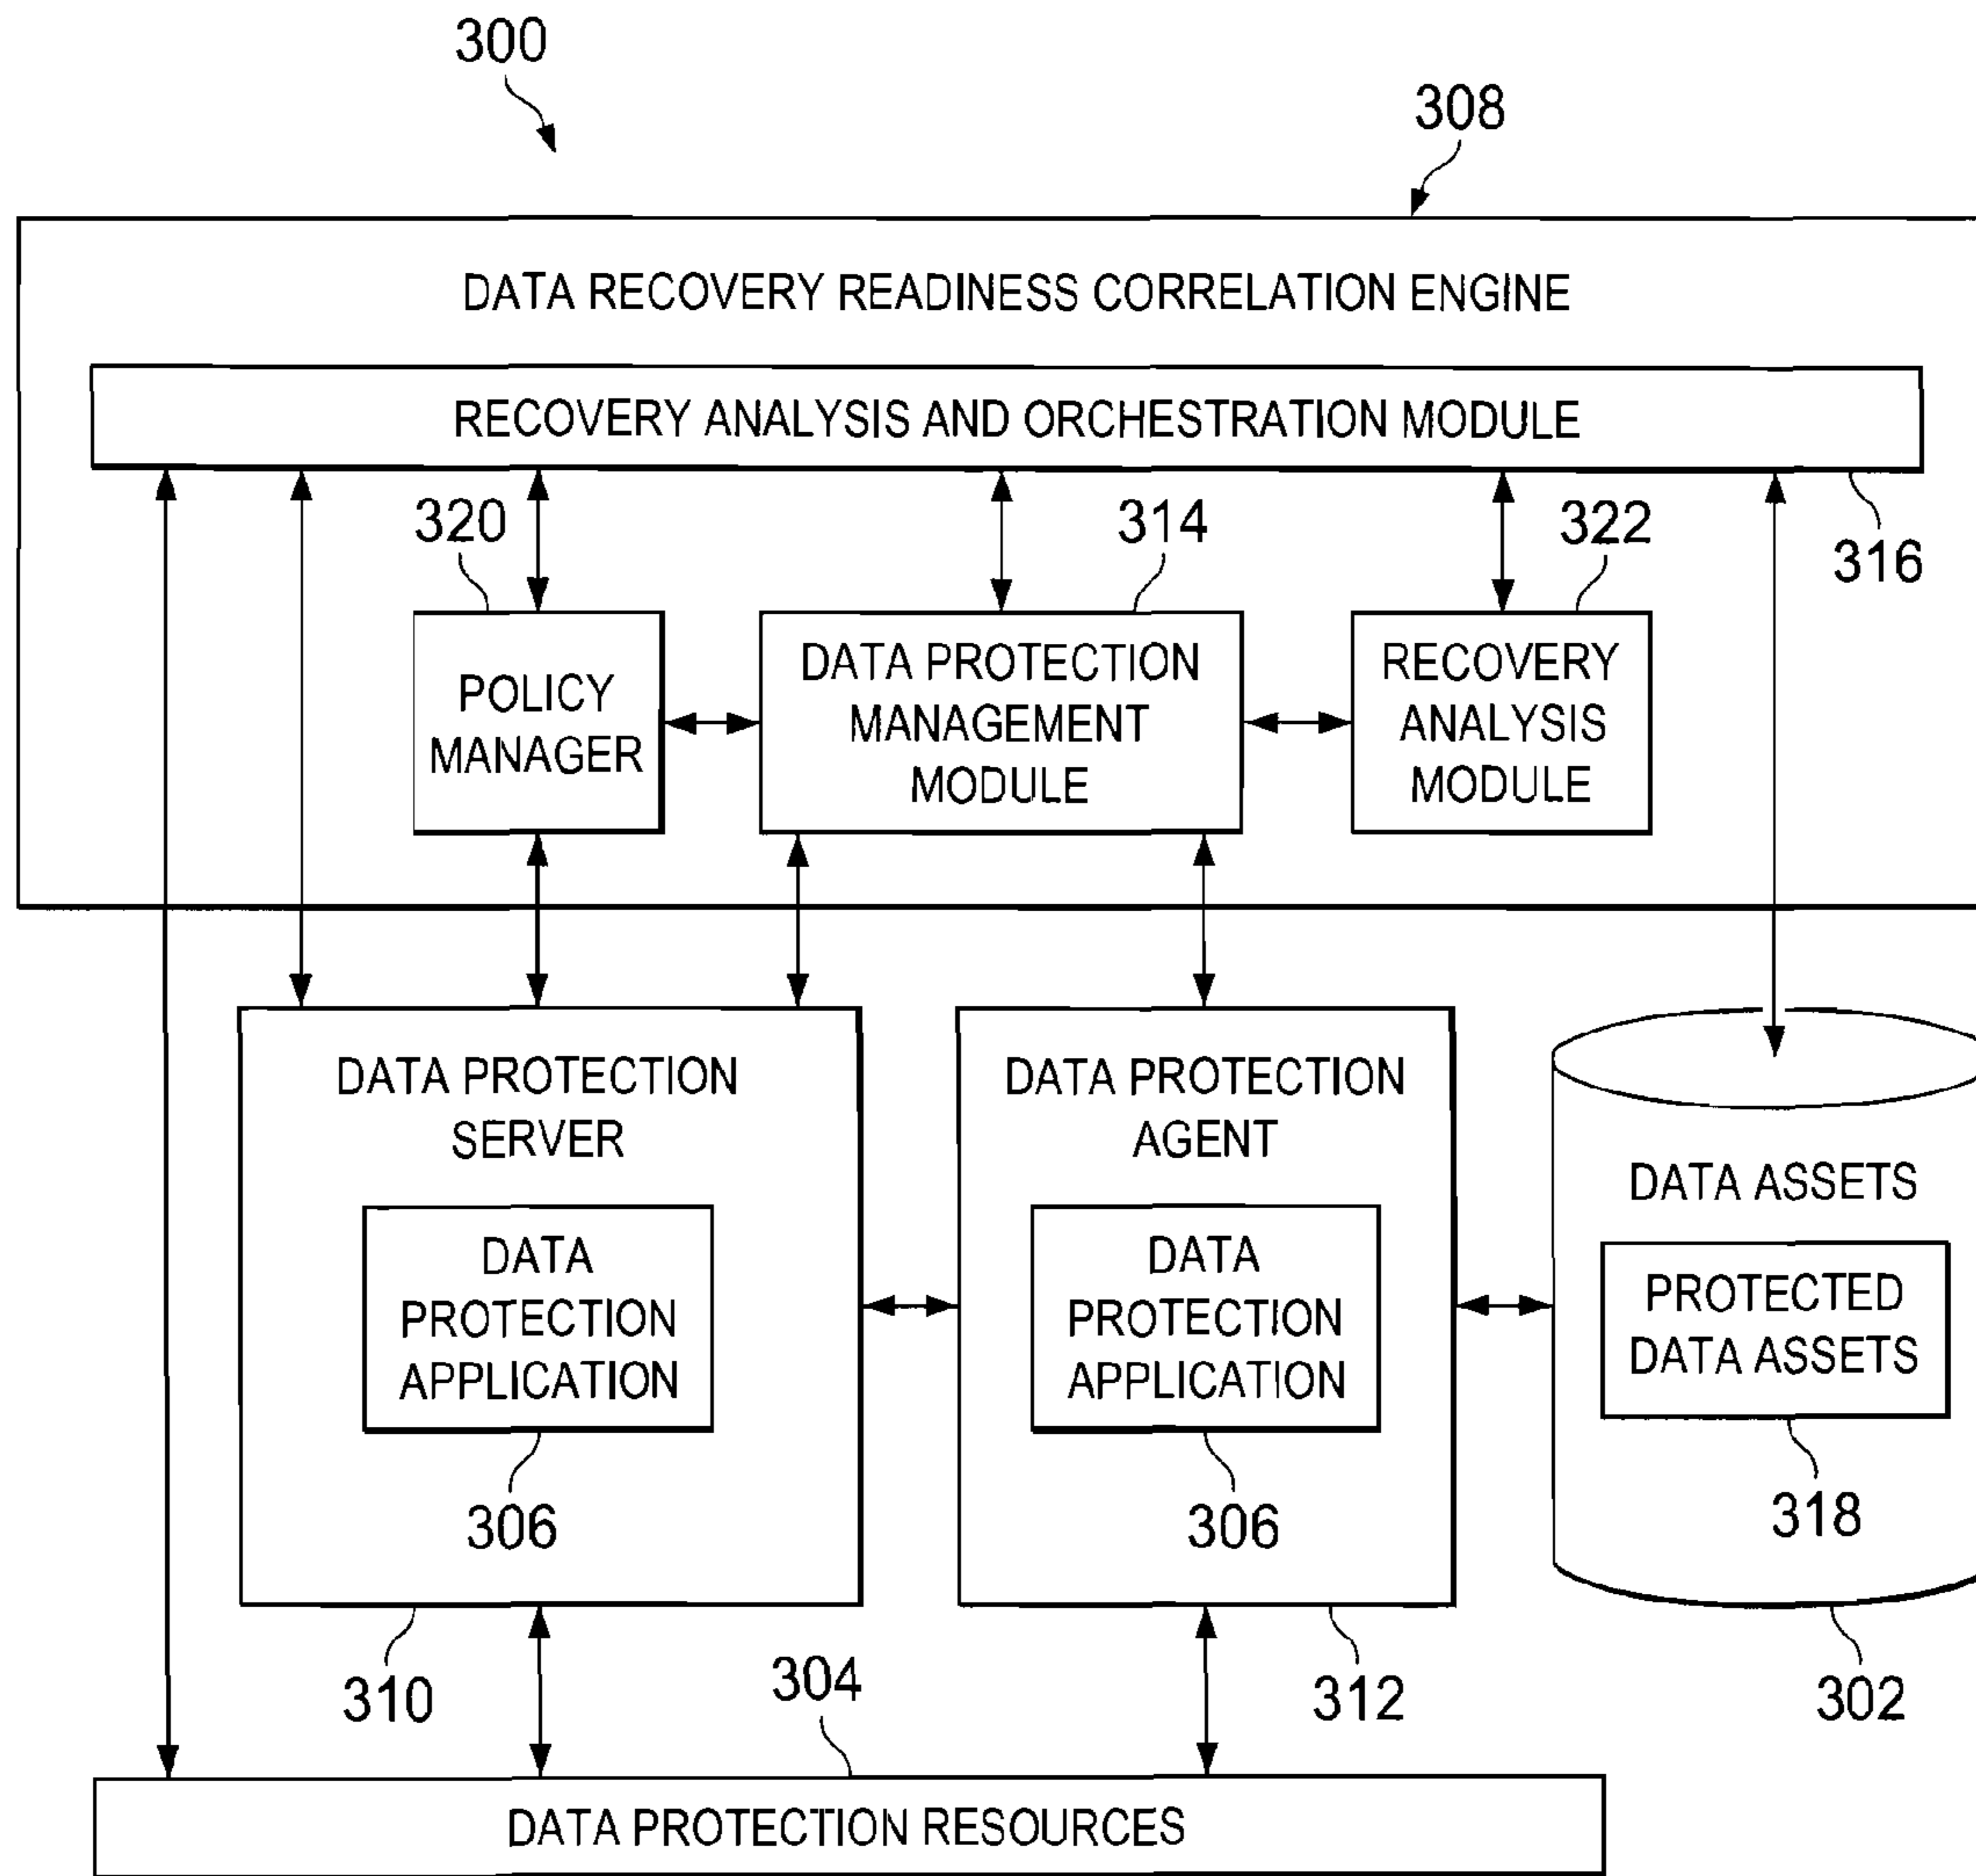 300
308
DATA RECOVERY READINESS CORRELATION ENGINE
RECOVERY ANALYSIS AND ORCHESTRATION MODULE
320
314
322
316
POLICY
MANAGER
DATA PROTECTION
MANAGEMENT
MODULE
RECOVERY
ANALYSIS
MODULE
DATA PROTECTION
SERVER
DATA
PROTECTION
APPLICATION
306
DATA PROTECTION
AGENT
DATA
PROTECTION
APPLICATION
306
DATA ASSETS
PROTECTED
DATA ASSETS
318
310
304
312
302
DATA PROTECTION RESOURCES